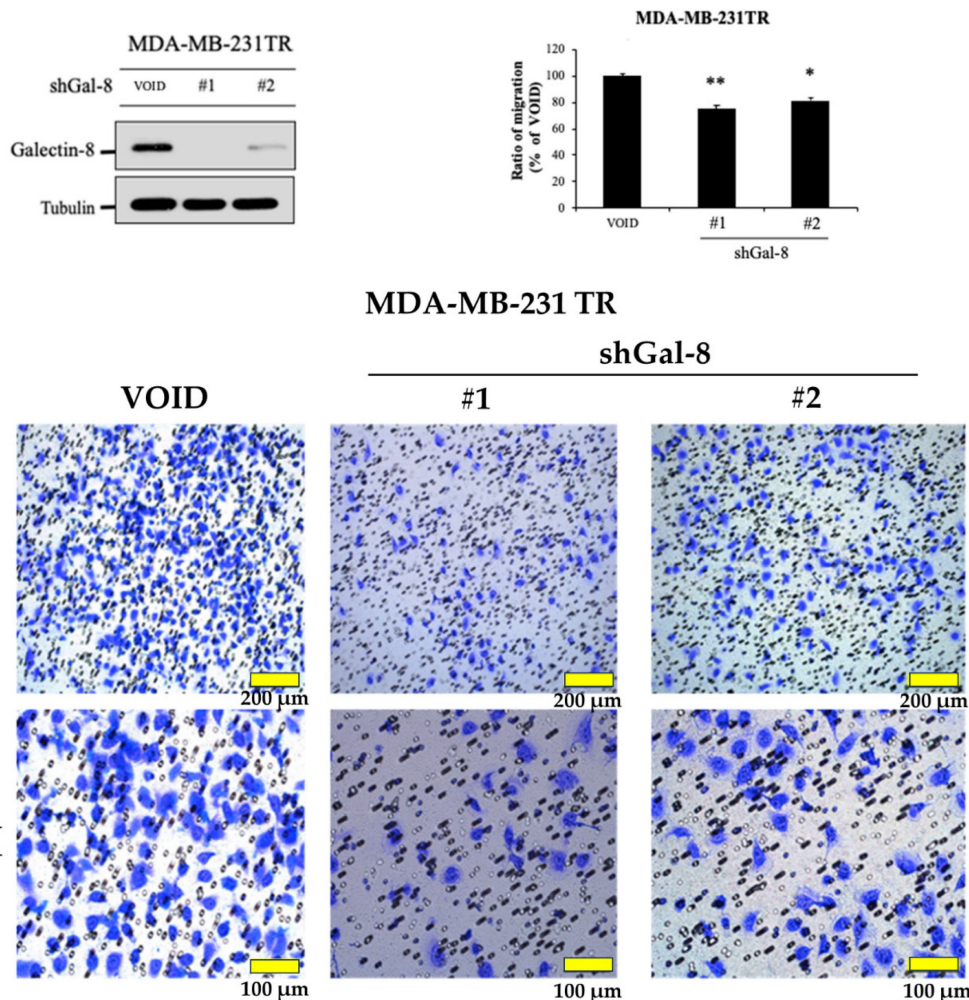 MDA-MB-231TR
shGal-8 VOID #1 #2
Galectin-8
Tubulin
MDA-MB-231TR
Ratio of migration
(% of VOID)
120
100
80
60
40
20
0
** *
VOID #1 #2
shGal-8
MDA-MB-231 TR
shGal-8
VOID #1 #2
200 µm 200 µm 200 µm
100 µm 100 µm 100 µm